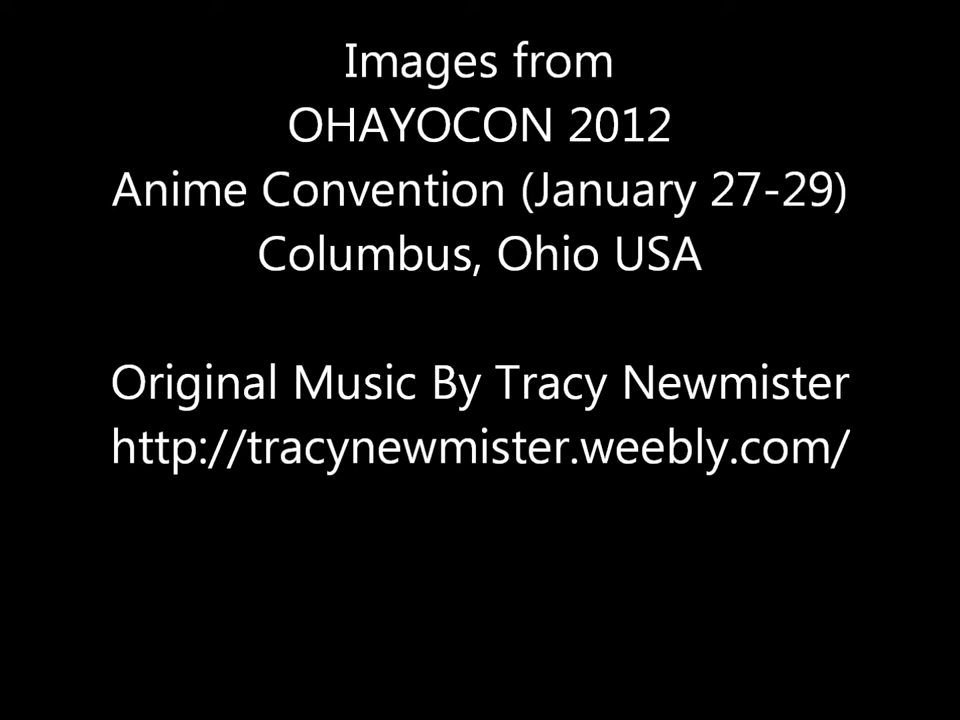 Images from
OHAYOCON 2012
Anime Convention (January 27-29)
Columbus, Ohio USA
Original Music By Tracy Newmister
http://tracynewmister.weebly.com/